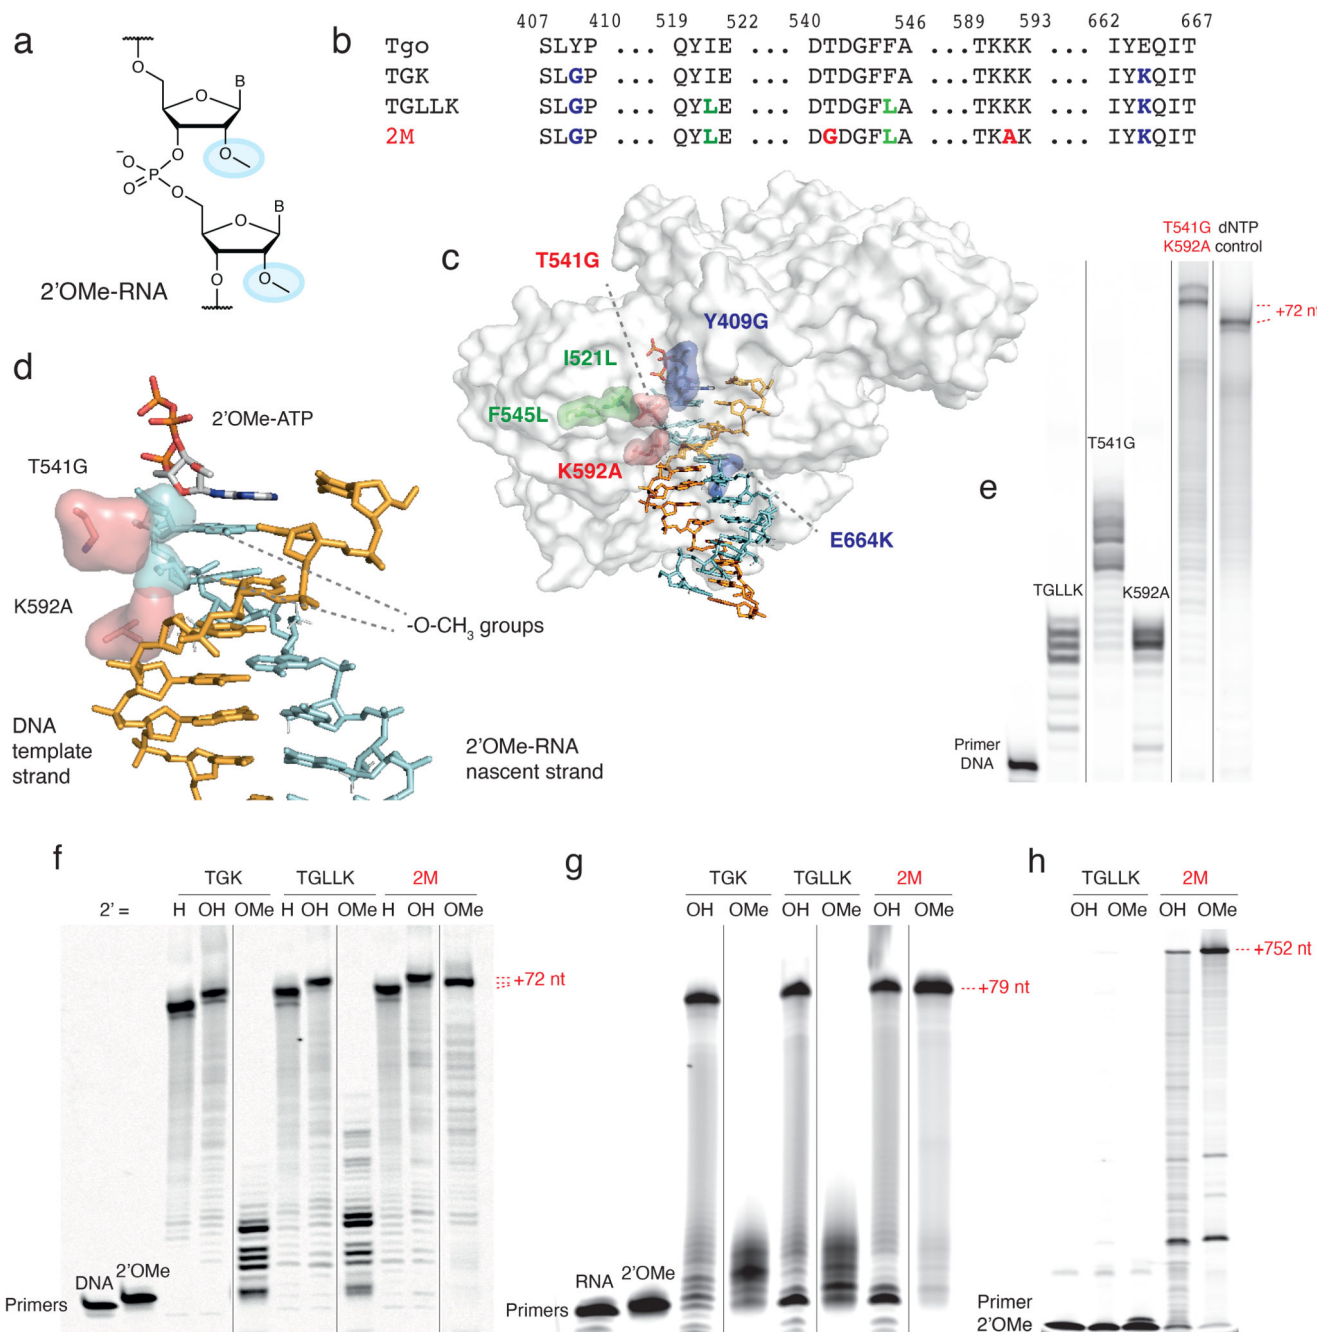 a
O
O
B
O
O
O
⁻O
P
O
O
O
B
O
O
2'OMe-RNA
b
407 410 519 522 540 546 589 593 662 667
Tgo SLYP ... QYIE ... DTDGFFA ...TKKK ... IYEQIT
TGK SLGP ... QYIE ... DTDGFFA ...TKKK ... IYKQIT
TGLLK SLGP ... QYLE ... DTDGFLA ...TKKK ... IYKQIT
2M SLGP ... QYLE ... DGDGFLA ...TKAK ... IYKQIT
c
T541G
Y409G
I521L
F545L
K592A
E664K
d
2'OMe-ATP
T541G
K592A
-O-CH₃ groups
DNA
template
strand
2'OMe-RNA
nascent strand
e
T541G dNTP
K592A control
+72 nt
T541G
TGLLK
K592A
Primer
DNA
f
TGK TGLLK 2M
2' = H OH OMe H OH OMe H OH OMe
+72 nt
DNA 2'OMe
Primers
g
TGK TGLLK 2M
OH OMe OH OMe OH OMe
+79 nt
RNA 2'OMe
Primers
h
TGLLK 2M
OH OMe OH OMe
+752 nt
Primer
2'OMe